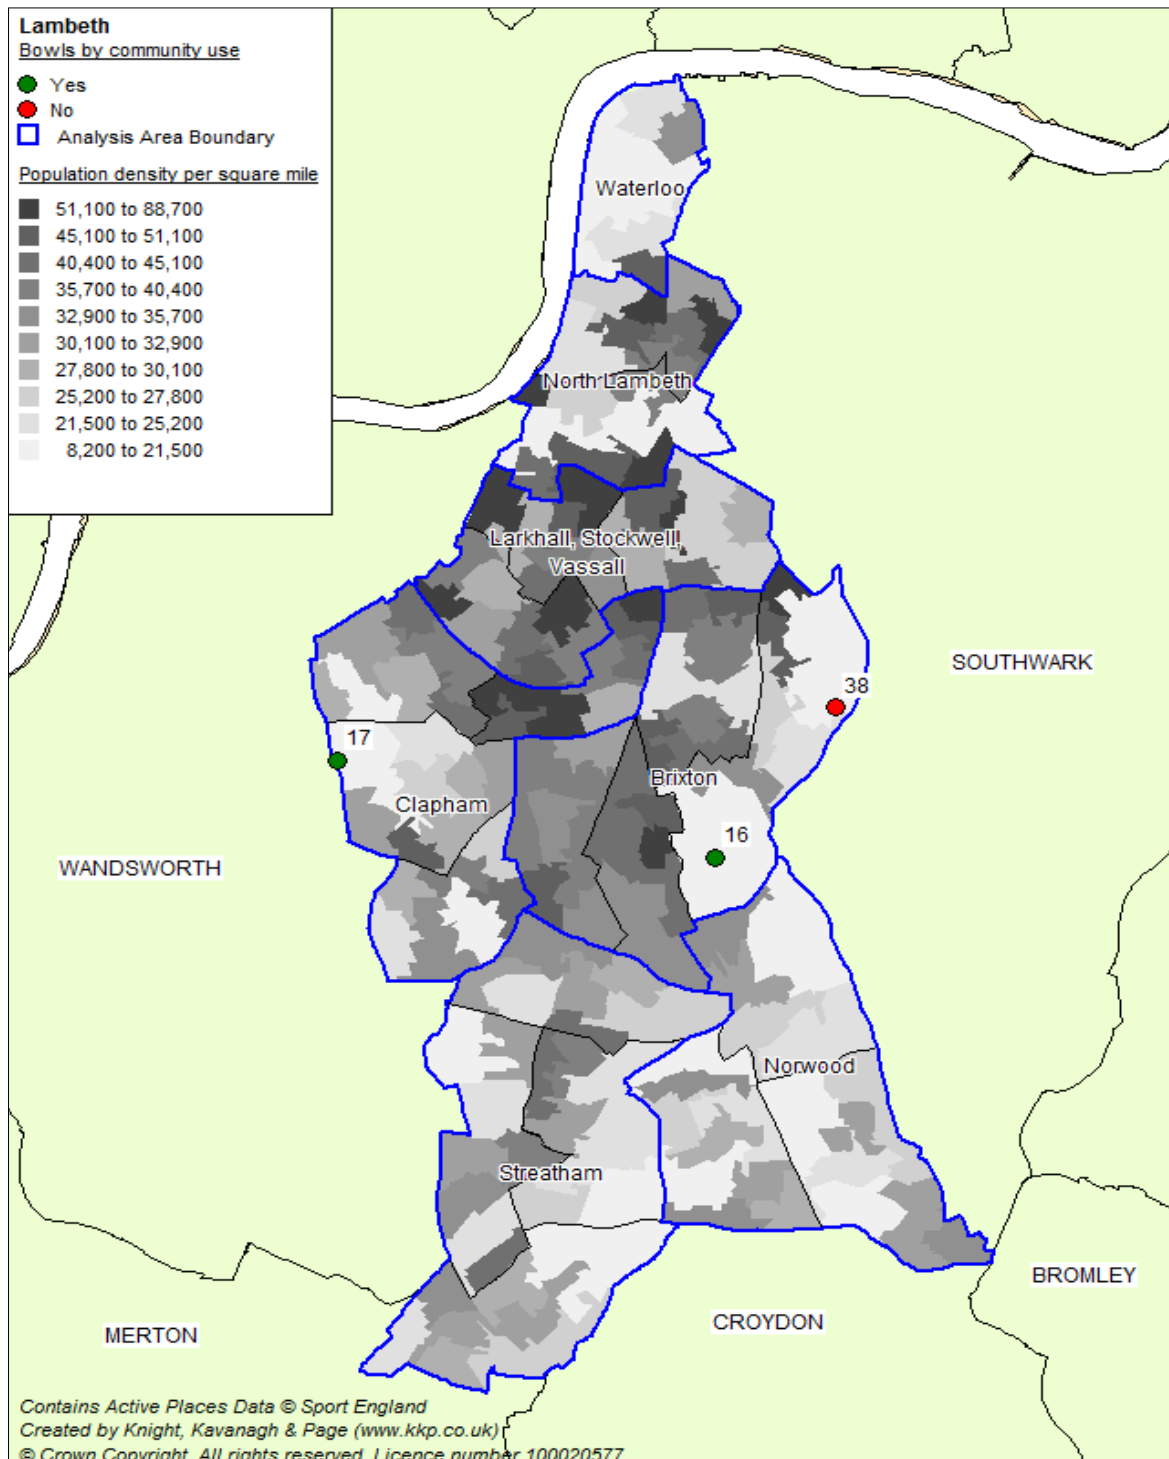 Lambeth
Bowls by community use
Yes
No
Analysis Area Boundary
Population density per square mile
51,100 to 88,700
45,100 to 51,100
40,400 to 45,100
35,700 to 40,400
32,900 to 35,700
30,100 to 32,900
27,800 to 30,100
25,200 to 27,800
21,500 to 25,200
8,200 to 21,500
Waterloo
North Lambeth
Larkhall, Stockwell,
Vassall
SOUTHWARK
38
17
Brixton
Clapham
16
WANDSWORTH
Norwood
Streatham
BROMLEY
CROYDON
MERTON
Contains Active Places Data © Sport England
Created by Knight, Kavanagh & Page (www.kkp.co.uk)
© Crown Copyright. All rights reserved. Licence number 100020577